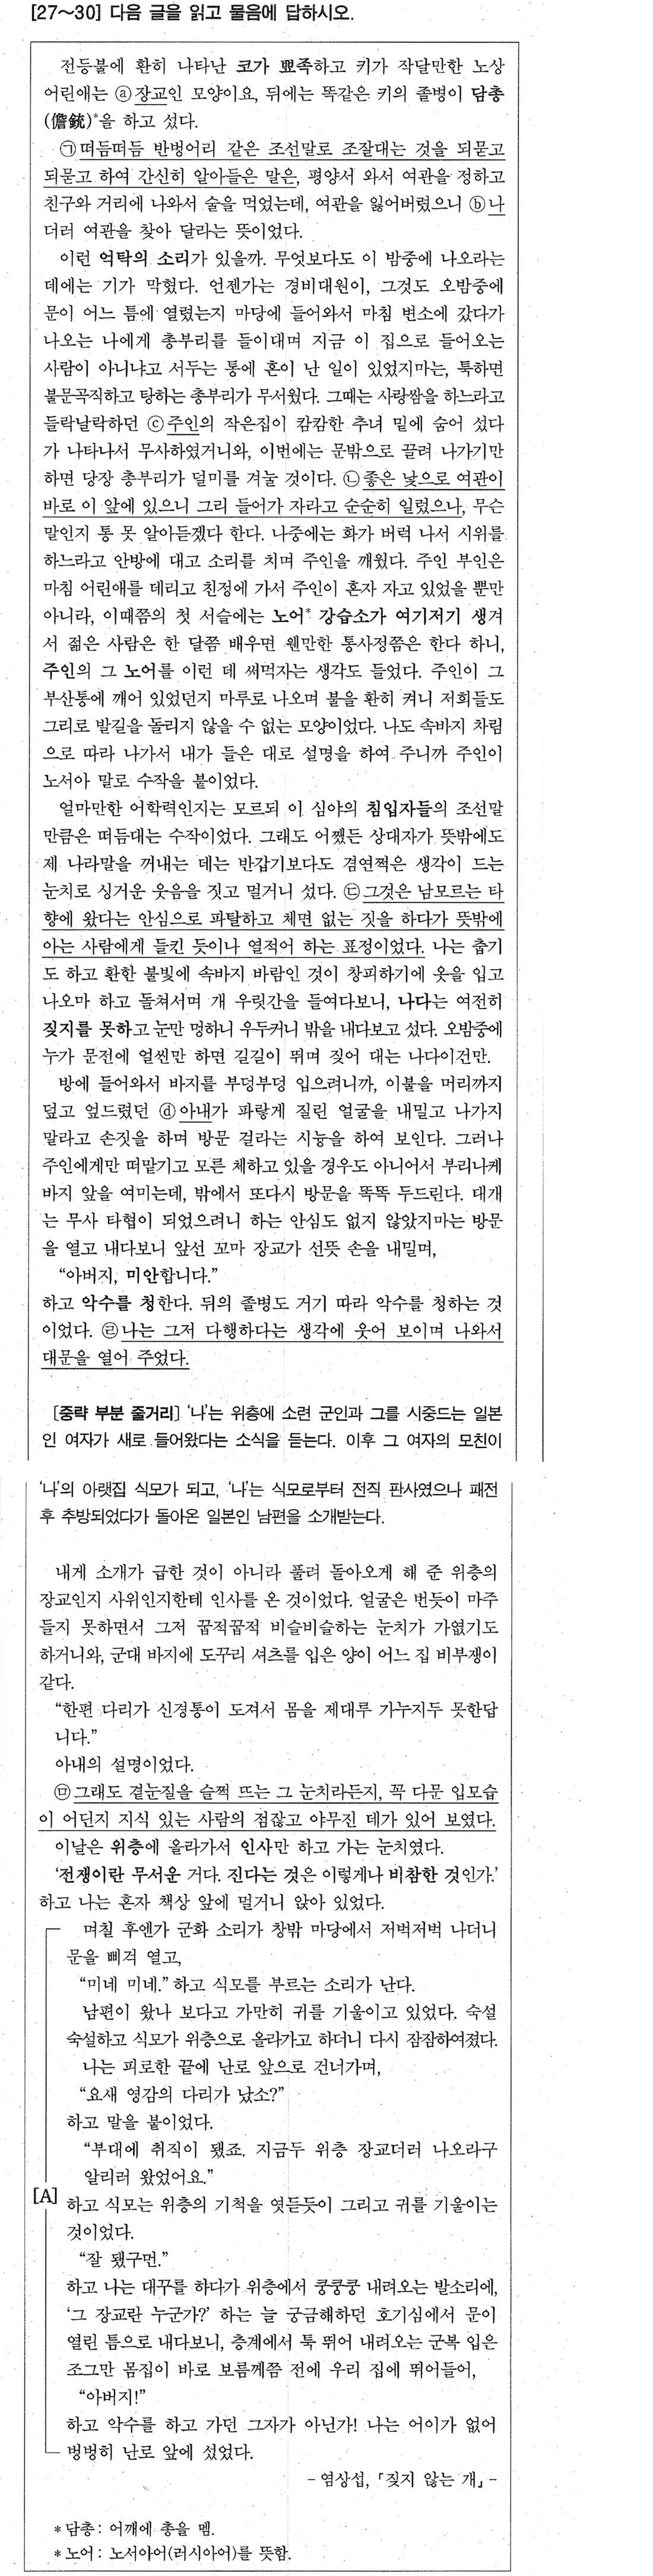 [27～30] 다음 글을 읽고 물음에 답하시오.
전등불에 환히 나타난 코가 뾰족하고 키가 작달만한 노상
어린애는 ⓐ장교인 모양이요, 뒤에는 똑같은 키의 졸병이 담총
(儋銃)*을 하고 섰다.
㉠떠듬떠듬 반벙어리 같은 조선말로 조잘대는 것을 되묻고
되묻고 하여 간신히 알아들은 말은, 평양서 와서 여관을 정하고
친구와 거리에 나와서 술을 먹었는데, 여관을 잃어버렸으니 ⓑ나
더러 여관을 찾아 달라는 뜻이었다.
이런 억탁의 소리가 있을까. 무엇보다도 이 밤중에 나오라는
데에는 기가 막혔다. 언젠가는 경비대원이, 그것도 오밤중에
문이 어느 틈에 열렸는지 마당에 들어와서 마침 변소에 갔다가
나오는 나에게 총부리를 들이대며 지금 이 집으로 들어오는
사람이 아니냐고 서두는 통에 혼이 난 일이 있었지마는, 툭하면
불문곡직하고 탕하는 총부리가 무서웠다. 그때는 사랑쌈을 하느라고
들락날락하던 ⓒ주인의 작은집이 캄캄한 추녀 밑에 숨어 섰다
가 나타나서 무사하였거니와, 이번에는 문밖으로 끌려 나가기만
하면 당장 총부리가 덜미를 겨눌 것이다. ㉡좋은 낯으로 여관이
바로 이 앞에 있으니 그리 들어가 자라고 순순히 일렀으나, 무슨
말인지 통 못 알아듣겠다 한다. 나중에는 화가 버럭 나서 시위를
하느라고 안방에 대고 소리를 치며 주인을 깨웠다. 주인 부인은
마침 어린애를 데리고 친정에 가서 주인이 혼자 자고 있었을 뿐만
아니라, 이때쯤의 첫 서슬에는 노어* 강습소가 여기저기 생겨
서 젊은 사람은 한 달쯤 배우면 웬만한 통사정쯤은 한다 하니,
주인의 그 노어를 이런 데 써먹자는 생각도 들었다. 주인이 그
부산통에 깨어 있었던지 마루로 나오며 불을 환히 켜니 저희들도
그리로 발길을 돌리지 않을 수 없는 모양이었다. 나도 속바지 차림
으로 따라 나가서 내가 들은 대로 설명을 하여 주니까 주인이
노서아 말로 수작을 붙이었다.
얼마만한 어학력인지는 모르되 이 심야의 침입자들의 조선말
만큼은 떠듬대는 수작이었다. 그래도 어쨌든 상대자가 뜻밖에도
제 나라말을 꺼내는 데는 반갑기보다도 겸연쩍은 생각이 드는
눈치로 싱거운 웃음을 짓고 멀거니 섰다. ㉢그것은 남모르는 타
향에 왔다는 안심으로 파탈하고 체면 없는 짓을 하다가 뜻밖에
아는 사람에게 들킨 듯이나 열적어 하는 표정이었다. 나는 춥기
도 하고 환한 불빛에 속바지 바람인 것이 창피하기에 옷을 입고
나오마 하고 돌쳐서며 개 우릿간을 들여다보니, 나다는 여전히
짖지를 못하고 눈만 멍하니 우두커니 밖을 내다보고 섰다. 오밤중에
누가 문전에 얼씬만 하면 길길이 뛰며 짖어 대는 나다이건만.
방에 들어와서 바지를 부덩부덩 입으려니까, 이불을 머리까지
덮고 엎드렸던 ⓓ아내가 파랗게 질린 얼굴을 내밀고 나가지
말라고 손짓을 하며 방문 걸라는 시늉을 하여 보인다. 그러나
주인에게만 떠맡기고 모른 체하고 있을 경우도 아니어서 부리나케
바지 앞을 여미는데, 밖에서 또다시 방문을 똑똑 두드린다. 대개
는 무사 타협이 되었으려니 하는 안심도 없지 않았지마는 방문
을 열고 내다보니 앞선 꼬마 장교가 선뜻 손을 내밀며,
“아버지, 미안합니다.”
하고 악수를 청한다. 뒤의 졸병도 거기 따라 악수를 청하는 것
이었다. ㉣나는 그저 다행하다는 생각에 웃어 보이며 나와서
대문을 열어 주었다.
[중략 부분 줄거리] ‘나’는 위층에 소련 군인과 그를 시중드는 일본
인 여자가 새로 들어왔다는 소식을 듣는다. 이후 그 여자의 모친이
‘나’의 아랫집 식모가 되고, ‘나’는 식모로부터 전직 판사였으나 패전
후 추방되었다가 돌아온 일본인 남편을 소개받는다.
내게 소개가 급한 것이 아니라 풀려 돌아오게 해 준 위층의
장교인지 사위인지한테 인사를 온 것이었다. 얼굴은 번듯이 마주
들지 못하면서 그저 꿉적꿉적 비슬비슬하는 눈치가 가엾기도
하거니와, 군대 바지에 도꾸리 셔츠를 입은 양이 어느 집 비부쟁이
같다.
“한편 다리가 신경통이 도져서 몸을 제대루 가누지두 못한답
니다.”
아내의 설명이었다.
㉤그래도 곁눈질을 슬쩍 뜨는 그 눈치라든지, 꼭 다문 입모습
이 어딘지 지식 있는 사람의 점잖고 야무진 데가 있어 보였다.
이날은 위층에 올라가서 인사만 하고 가는 눈치였다.
‘전쟁이란 무서운 거다. 진다는 것은 이렇게나 비참한 것인가.’
하고 나는 혼자 책상 앞에 멀거니 앉아 있었다.
며칠 후엔가 군화 소리가 창밖 마당에서 저벅저벅 나더니
문을 삐걱 열고,
“미네 미네.” 하고 식모를 부르는 소리가 난다.
남편이 왔나 보다고 가만히 귀를 기울이고 있었다. 숙설
숙설하고 식모가 위층으로 올라가고 하더니 다시 잠잠하여졌다.
나는 피로한 끝에 난로 앞으로 건너가며,
“요새 영감의 다리가 났소?”
하고 말을 붙이었다.
“부대에 취직이 됐죠. 지금두 위층 장교더러 나오라구
알리러 왔었어요.”
[A]
하고 식모는 위층의 기척을 엿듣듯이 그리고 귀를 기울이는
것이었다.
“잘 됐구먼.”
하고 나는 대꾸를 하다가 위층에서 쿵쿵쿵 내려오는 발소리에,
‘그 장교란 누군가?’ 하는 늘 궁금해하던 호기심에서 문이
열린 틈으로 내다보니, 층계에서 툭 뛰어 내려오는 군복 입은
조그만 몸집이 바로 보름께쯤 전에 우리 집에 뛰어들어,
“아버지!”
하고 악수를 하고 가던 그자가 아닌가! 나는 어이가 없어
벙벙히 난로 앞에 섰었다.
- 염상섭, 「짖지 않는 개」-
* 담총: 어깨에 총을 멤.
* 노어: 노서아어(러시아어)를 뜻함.